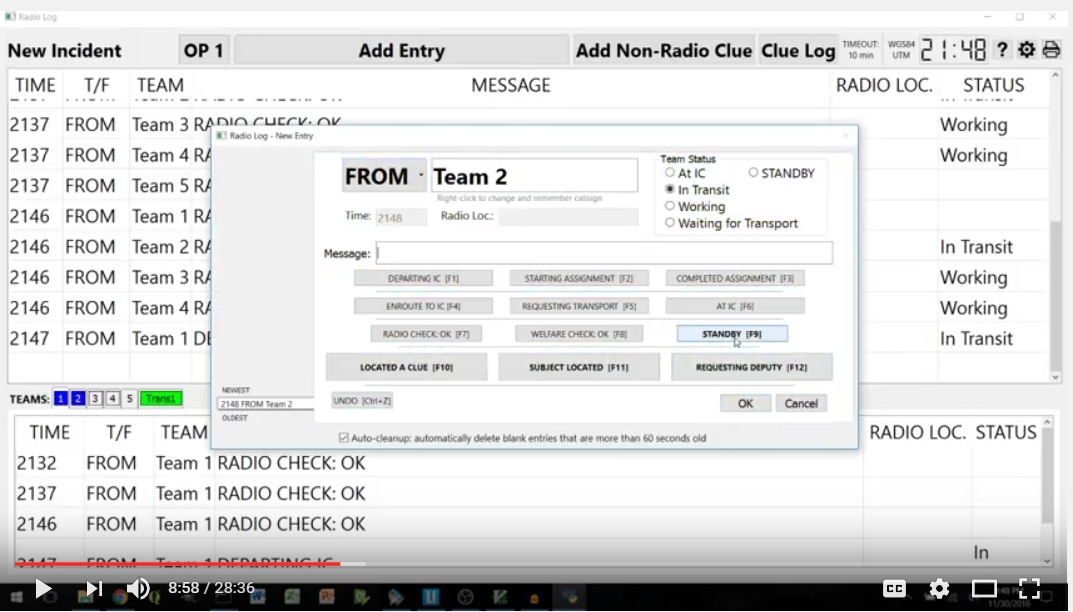 Radio Log
New Incident OP 1 Add Entry Add Non-Radio Clue Clue Log TIMEOUT: 10 min WGS84 UTM 21:48 ?
TIME T/F TEAM MESSAGE RADIO LOC. STATUS
In Transit
2137 FROM Team 3 RADIO CHECK: OK Working
2137 FROM Team 4 RA Working
2137 FROM Team 5 RA
2146 FROM Team 1 RA
2146 FROM Team 2 RA In Transit
2146 FROM Team 3 RA Working
2146 FROM Team 4 RA Working
2147 FROM Team 1 DE In Transit
Radio Log - New Entry
FROM Team 2
Right-click to change and remember callsign
Time: 2148 Radio Loc.:
Team Status
At IC STANDBY
In Transit
Working
Waiting for Transport
Message:
DEPARTING IC [F1] STARTING ASSIGNMENT [F2] COMPLETED ASSIGNMENT [F3]
ENROUTE TO IC [F4] REQUESTING TRANSPORT [F5] AT IC [F6]
RADIO CHECK: OK [F7] WELFARE CHECK: OK [F8] STANDBY [F9]
LOCATED A CLUE [F10] SUBJECT LOCATED [F11] REQUESTING DEPUTY [F12]
NEWEST
2148 FROM Team 2
OLDEST
UNDO [Ctrl+Z] OK Cancel
Auto-cleanup: automatically delete blank entries that are more than 60 seconds old
TEAMS: 1 2 3 4 5 Trans1
TIME T/F TEAM RADIO LOC. STATUS
2132 FROM Team 1 RADIO CHECK: OK
2137 FROM Team 1 RADIO CHECK: OK
2146 FROM Team 1 RADIO CHECK: OK
2147 FROM Team 1 DEPARTING IC In
8:58 / 28:36 CC
11/30/2016